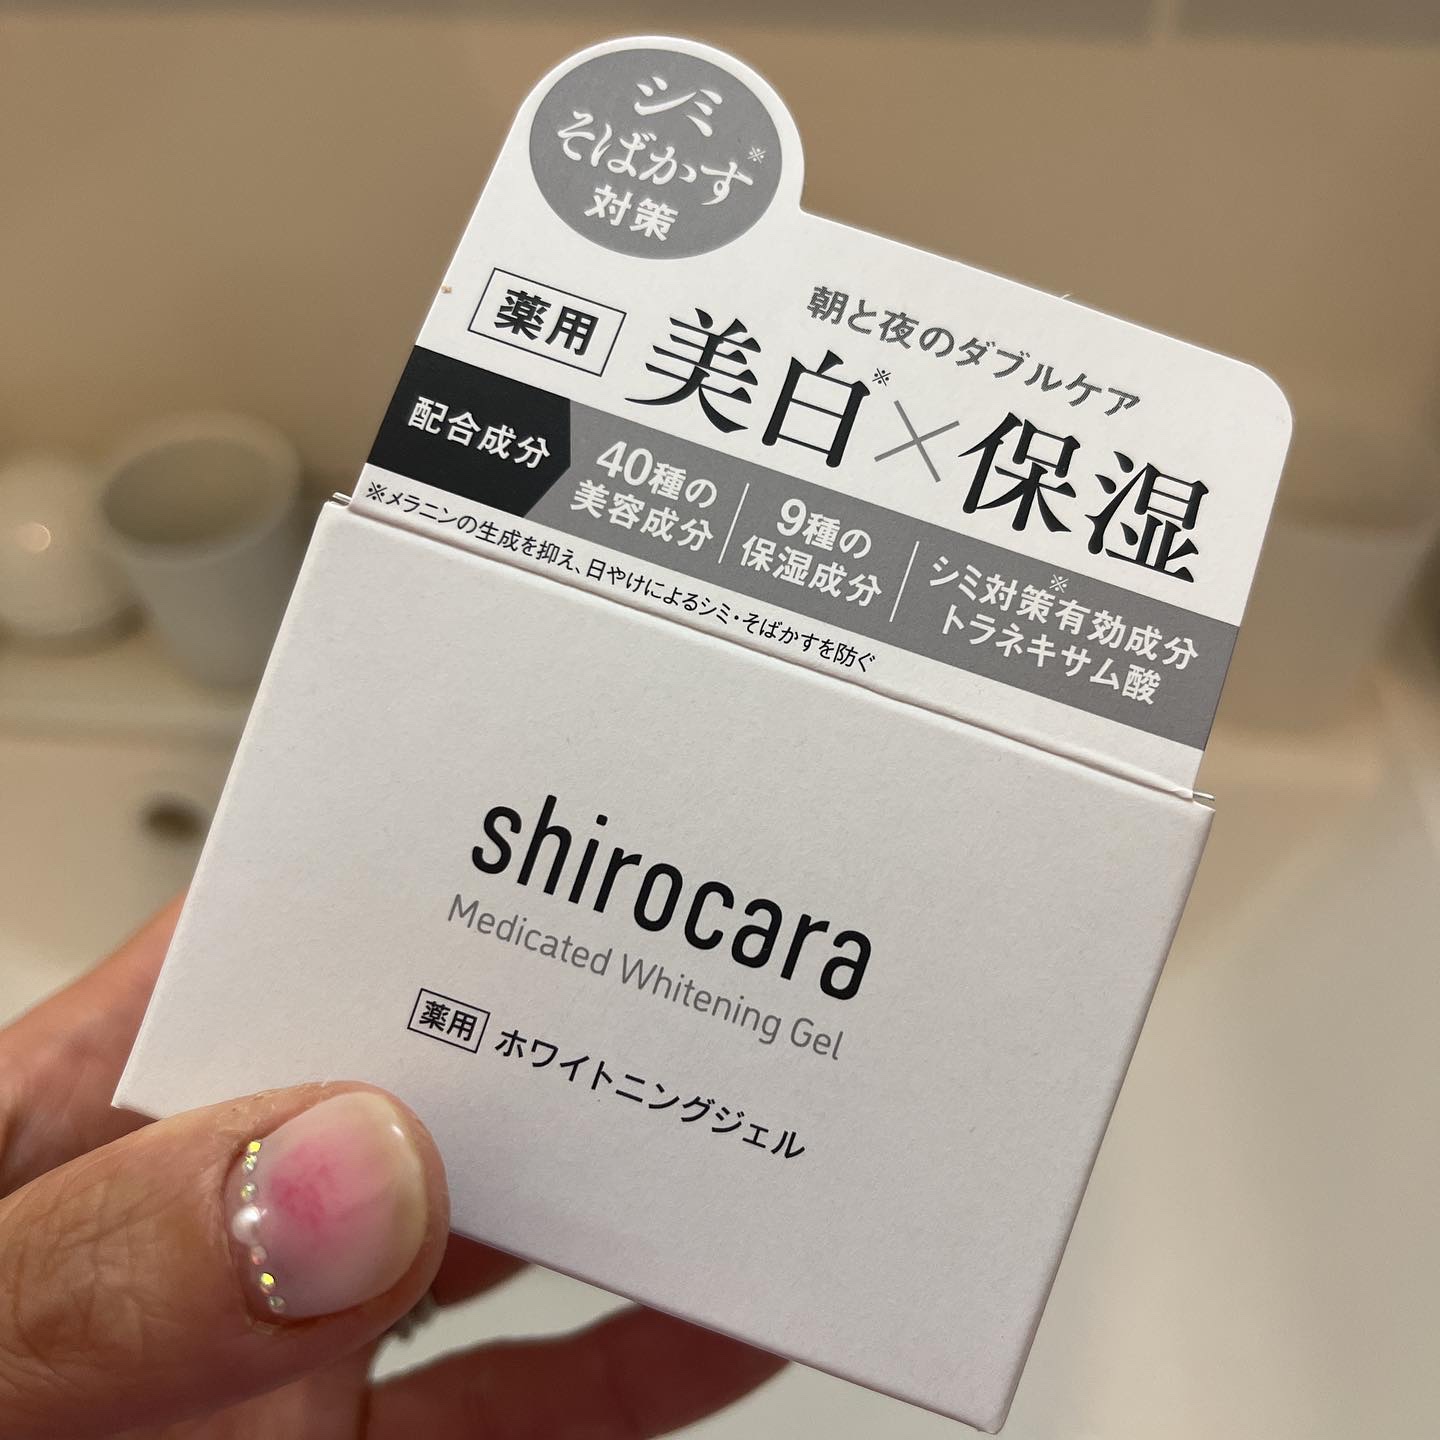 シミ
そばかす※
対策
朝と夜のダブルケア
薬用 美白※×保湿
配合成分
40種の
美容成分
9種の
保湿成分
シミ対策※有効成分
トラネキサム酸
※メラニンの生成を抑え、日やけによるシミ・そばかすを防ぐ
shirocara
Medicated Whitening Gel
薬用 ホワイトニングジェル